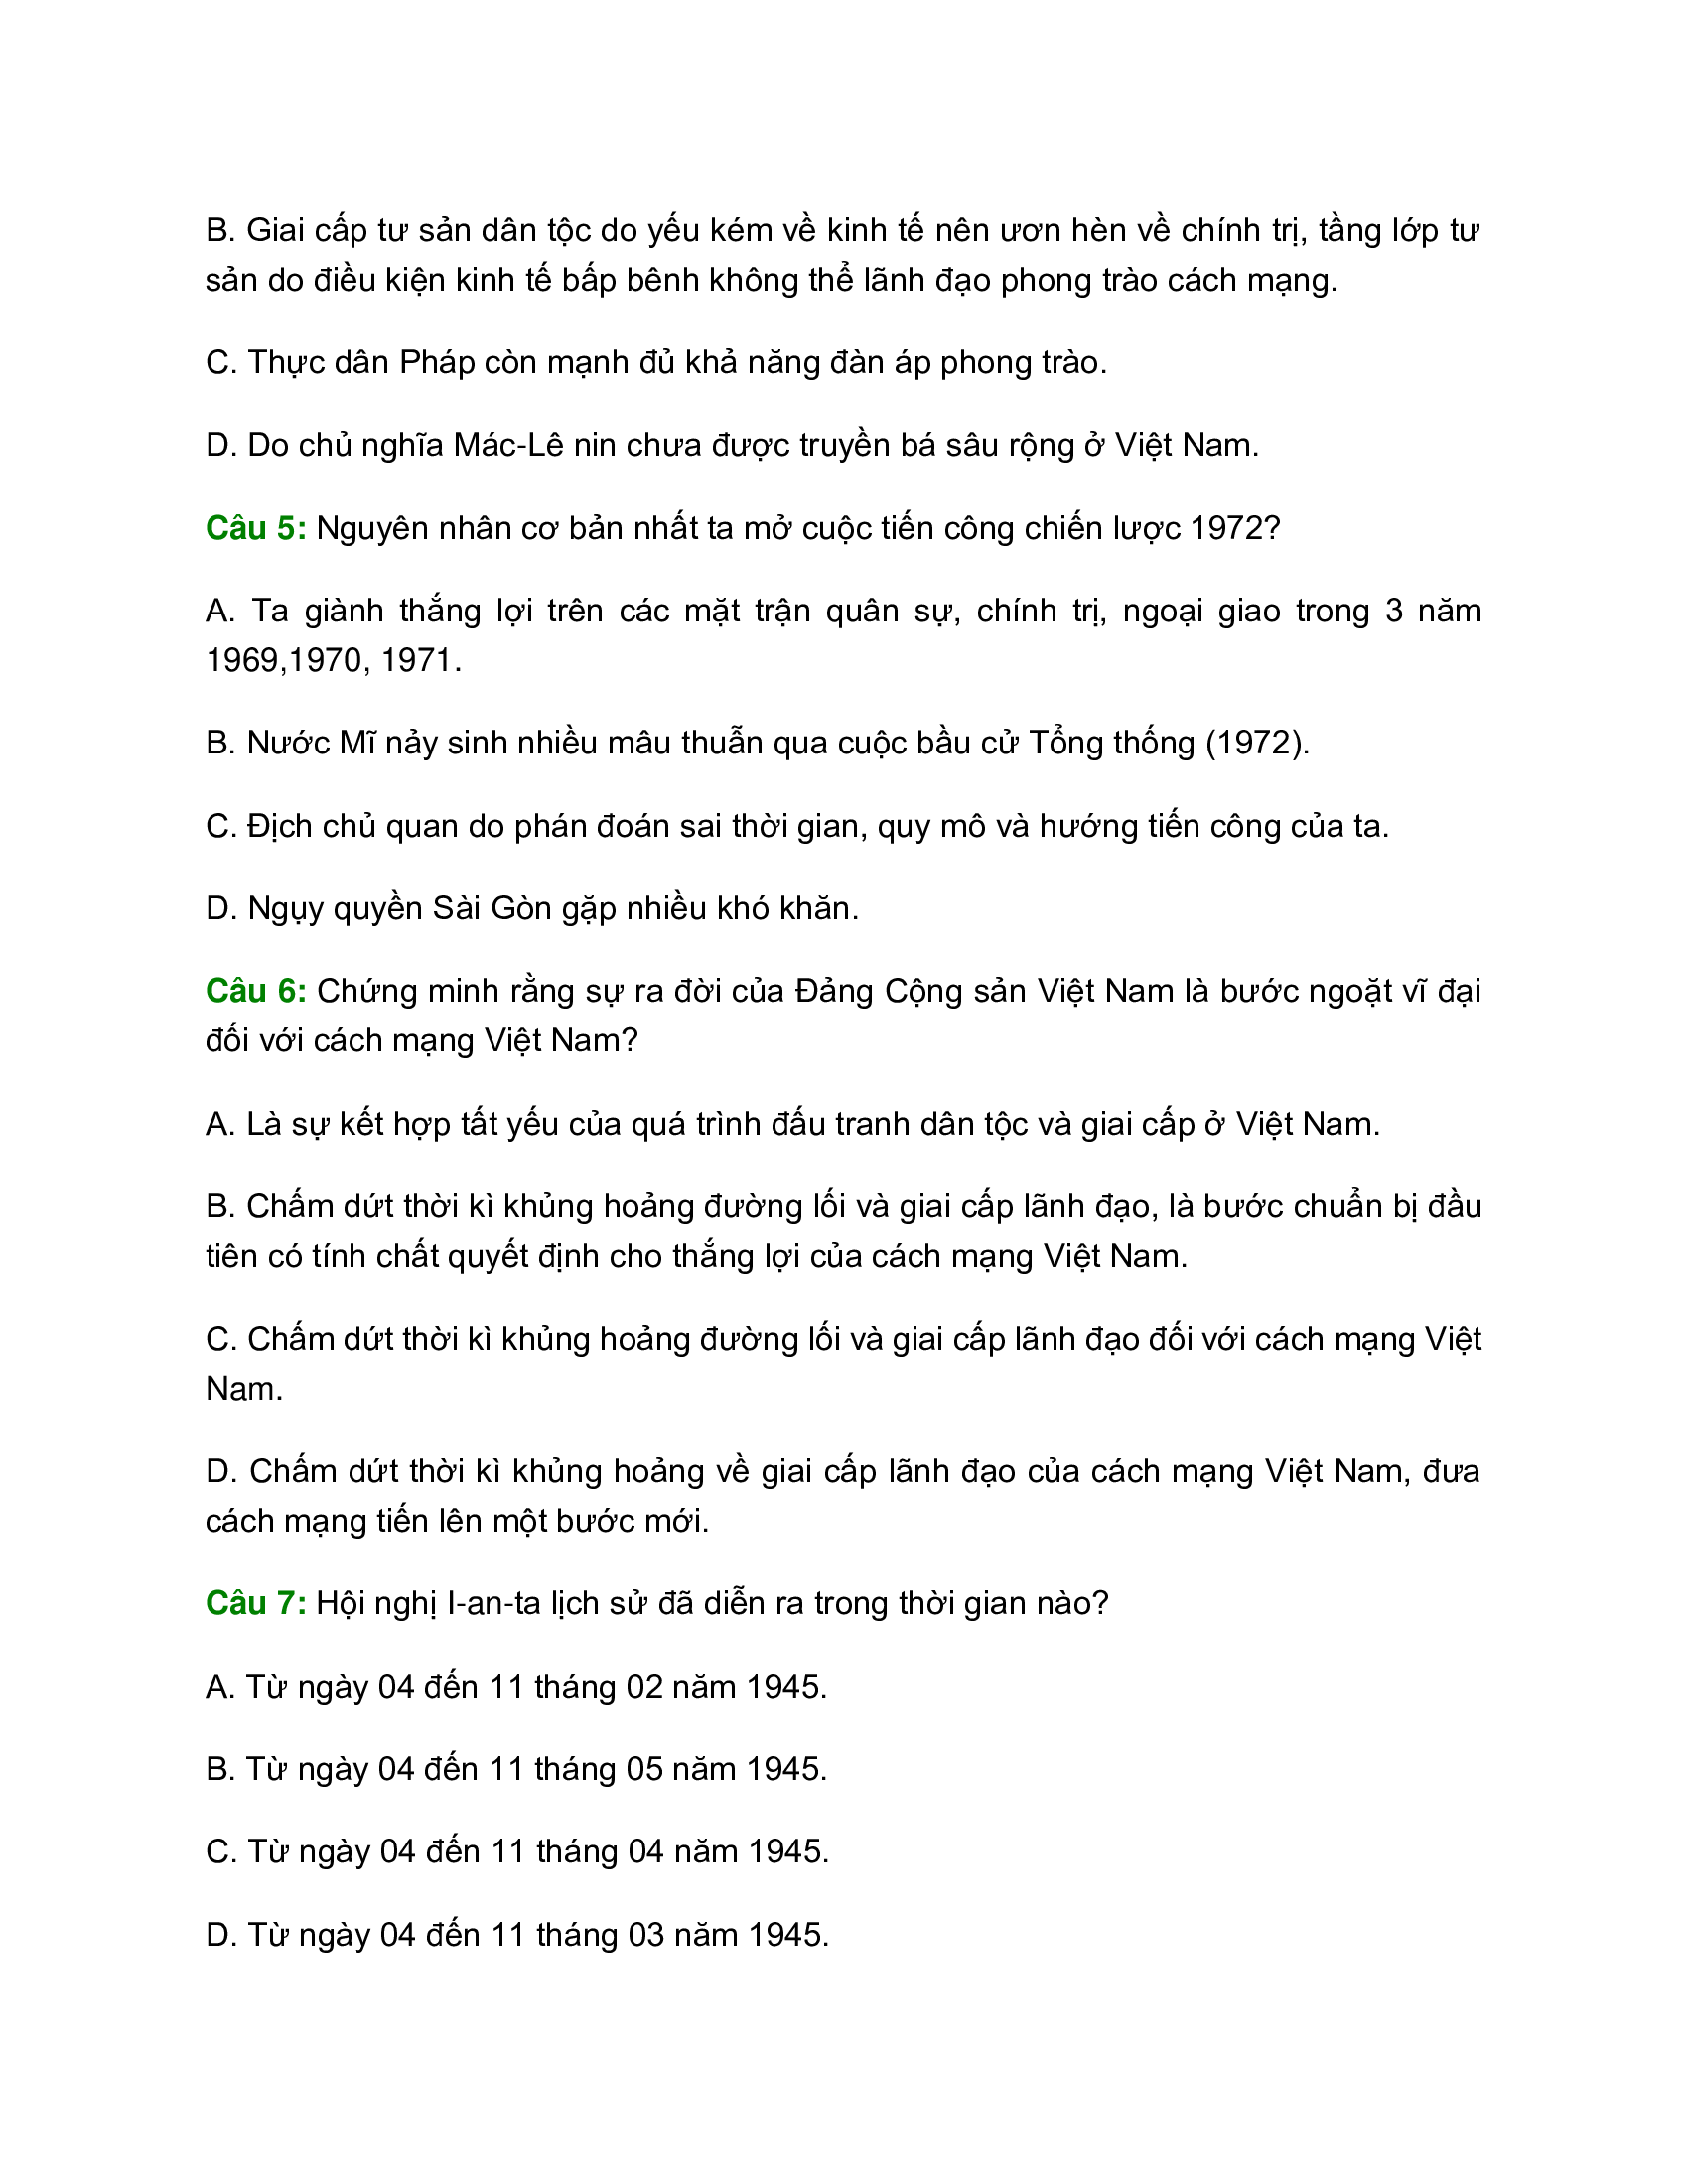 B. Giai cấp tư sản dân tộc do yếu kém về kinh tế nên ươn hèn về chính trị, tầng lớp tư
sản do điều kiện kinh tế bấp bênh không thể lãnh đạo phong trào cách mạng.
C. Thực dân Pháp còn mạnh đủ khả năng đàn áp phong trào.
D. Do chủ nghĩa Mác-Lê nin chưa được truyền bá sâu rộng ở Việt Nam.
Câu 5: Nguyên nhân cơ bản nhất ta mở cuộc tiến công chiến lược 1972?
A. Ta giành thắng lợi trên các mặt trận quân sự, chính trị, ngoại giao trong 3 năm
1969,1970, 1971.
B. Nước Mĩ nảy sinh nhiều mâu thuẫn qua cuộc bầu cử Tổng thống (1972).
C. Địch chủ quan do phán đoán sai thời gian, quy mô và hướng tiến công của ta.
D. Ngụy quyền Sài Gòn gặp nhiều khó khăn.
Câu 6: Chứng minh rằng sự ra đời của Đảng Cộng sản Việt Nam là bước ngoặt vĩ đại
đối với cách mạng Việt Nam?
A. Là sự kết hợp tất yếu của quá trình đấu tranh dân tộc và giai cấp ở Việt Nam.
B. Chấm dứt thời kì khủng hoảng đường lối và giai cấp lãnh đạo, là bước chuẩn bị đầu
tiên có tính chất quyết định cho thắng lợi của cách mạng Việt Nam.
C. Chấm dứt thời kì khủng hoảng đường lối và giai cấp lãnh đạo đối với cách mạng Việt
Nam.
D. Chấm dứt thời kì khủng hoảng về giai cấp lãnh đạo của cách mạng Việt Nam, đưa
cách mạng tiến lên một bước mới.
Câu 7: Hội nghị I-an-ta lịch sử đã diễn ra trong thời gian nào?
A. Từ ngày 04 đến 11 tháng 02 năm 1945.
B. Từ ngày 04 đến 11 tháng 05 năm 1945.
C. Từ ngày 04 đến 11 tháng 04 năm 1945.
D. Từ ngày 04 đến 11 tháng 03 năm 1945.